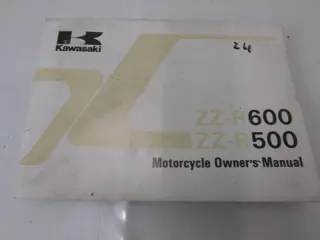 Kawasaki
24
ZZ-R600
ZZ-R500
Motorcycle Owner's Manual